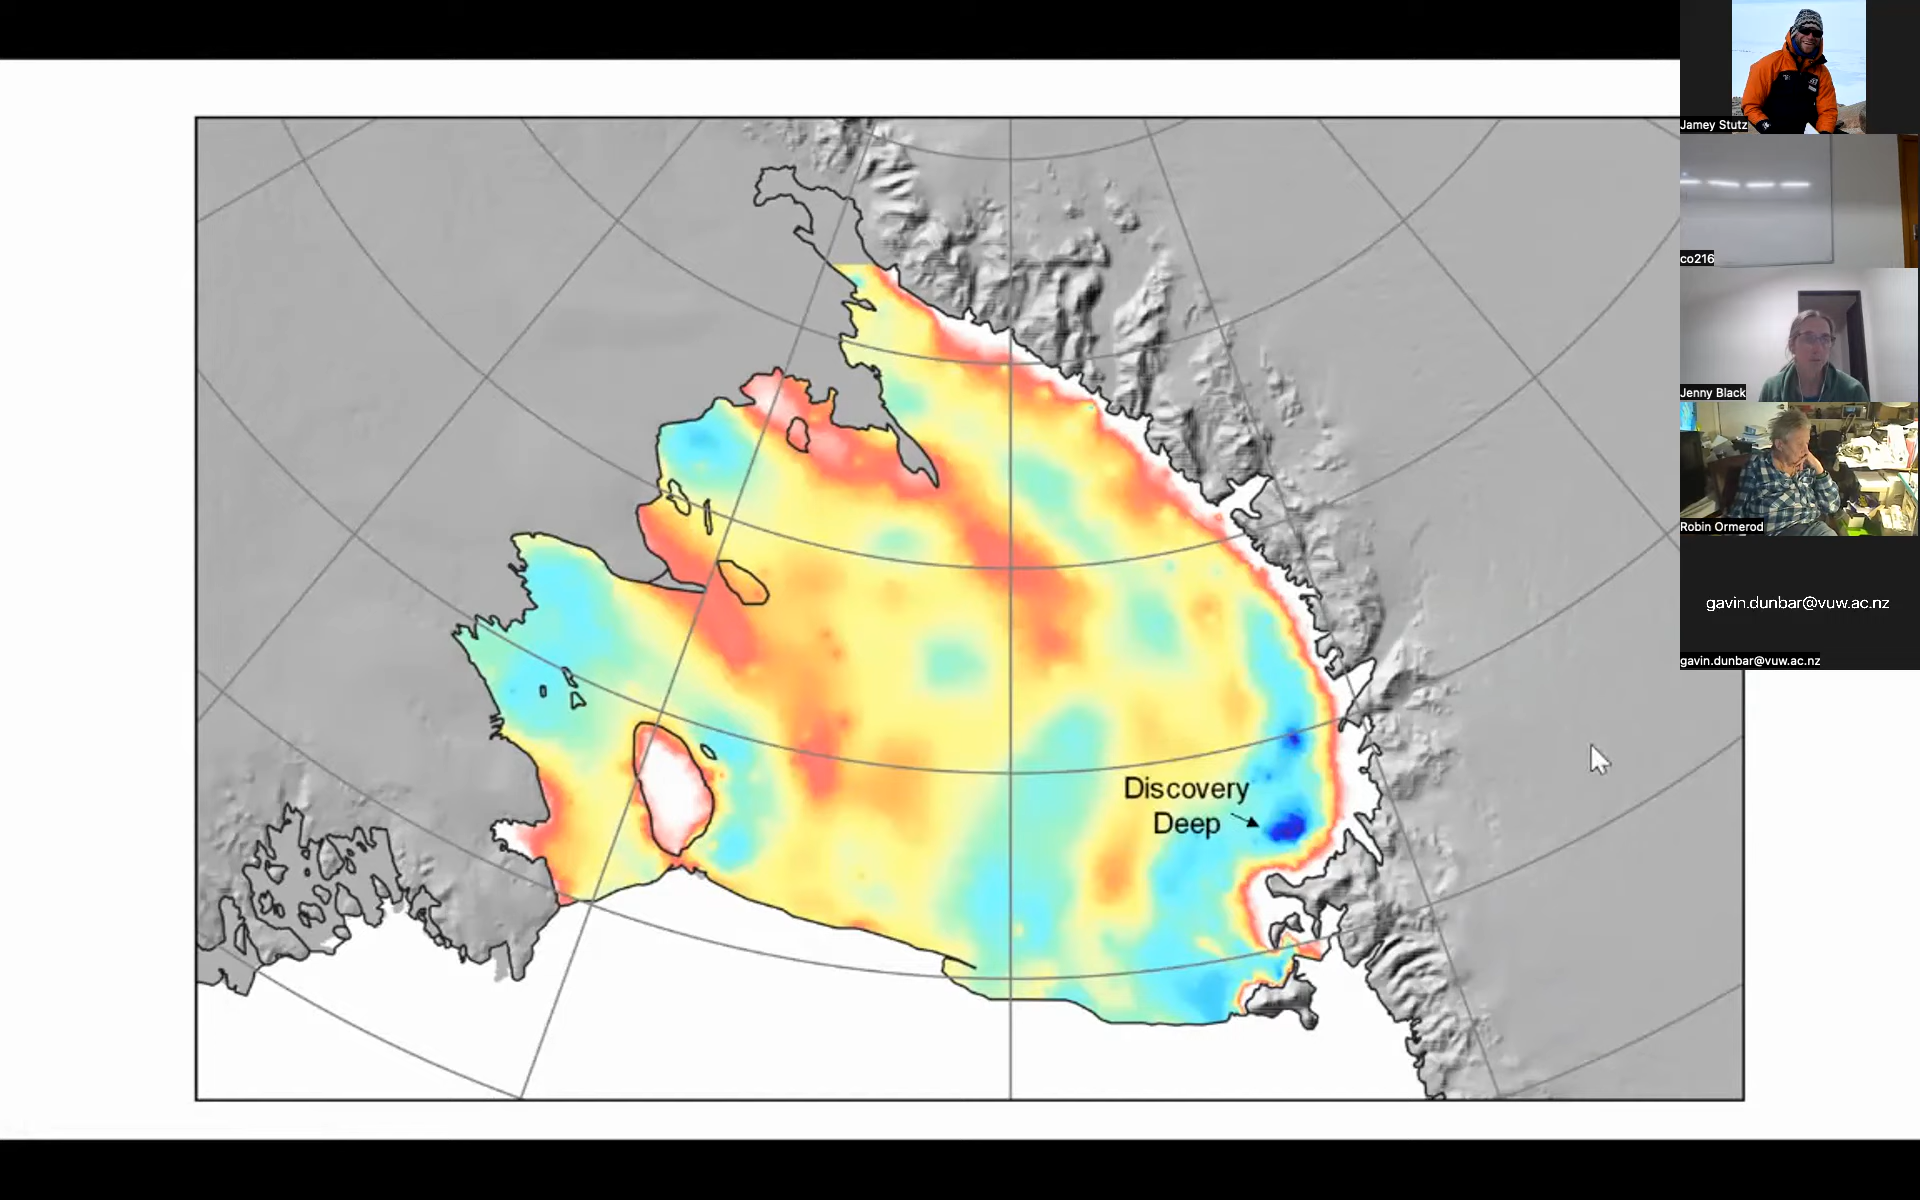 Discovery
Deep
Jamey Stutz
co216
Jenny Black
Robin Ormerod
gavin.dunbar@vuw.ac.nz
gavin.dunbar@vuw.ac.nz